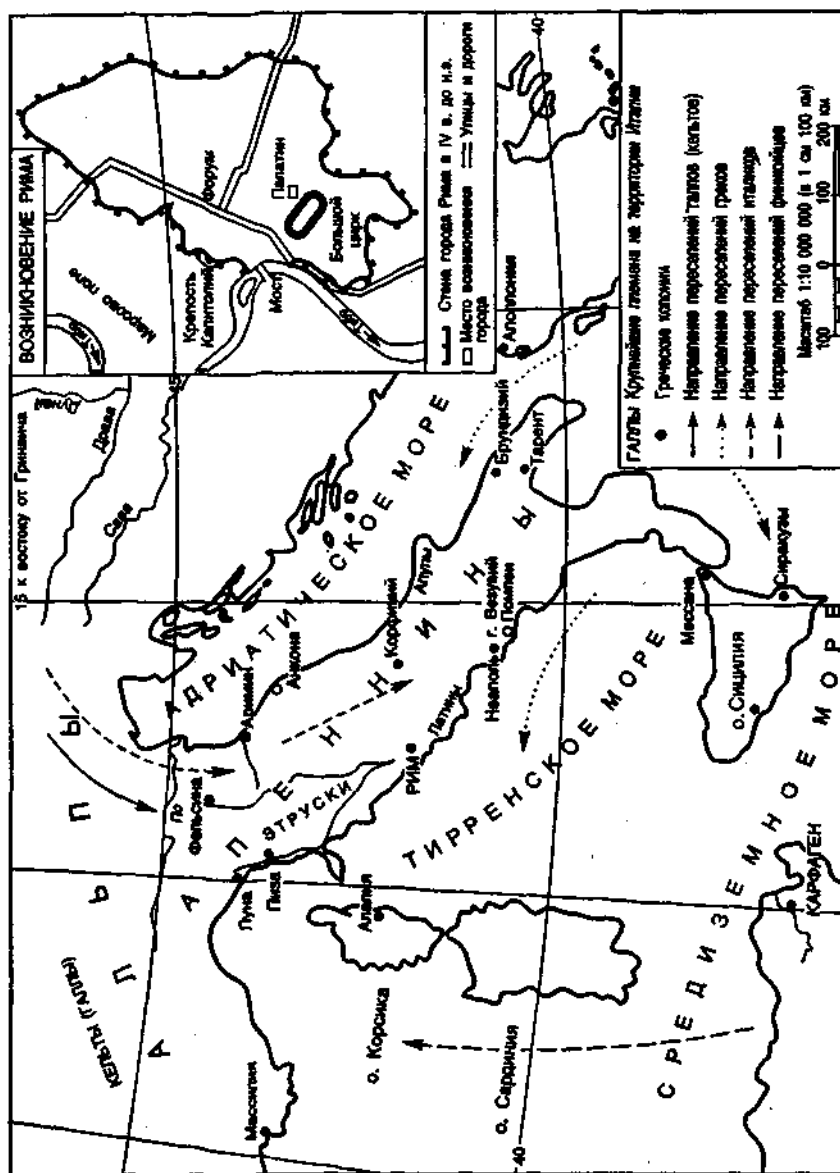 15 к востоку от Гринвича
Дунай
Драва
Сава
45
КЕЛЬТЫ (ГАЛЛЫ)
АЛЬПЫ
По
Массилия
Луна
Пиза
Фельсина
Аримин
Анкона
АДРИАТИЧЕСКОЕ МОРЕ
ЭТРУСКИ
АПЕННИНЫ
о. Корсика
Алалия
РИМ
Латины
Корфиний
Апулы
Неаполь
г. Везувий
Помпеи
Брундизий
Тарент
Аполлония
о. Сардиния
40
40
ТИРРЕНСКОЕ МОРЕ
Мессана
о. Сицилия
Сиракузы
КАРФАГЕН
СРЕДИЗЕМНОЕ МОРЕ
ВОЗНИКНОВЕНИЕ РИМА
Марсово поле
Крепость
Капитолий
Форум
Палатин
Мост
Большой
цирк
Стена города Рима в IV в. до н.э.
Место возникновения
города
Улицы и дороги
ГАЛЛЫ Крупнейшие племена на территории Италии
Греческие колонии
Направление переселений галлов (кельтов)
Направление переселений греков
Направление переселений италиков
Направление переселений финикийцев
Масштаб 1:10 000 000 (в 1 см 100 км)
100 0 100 200 км